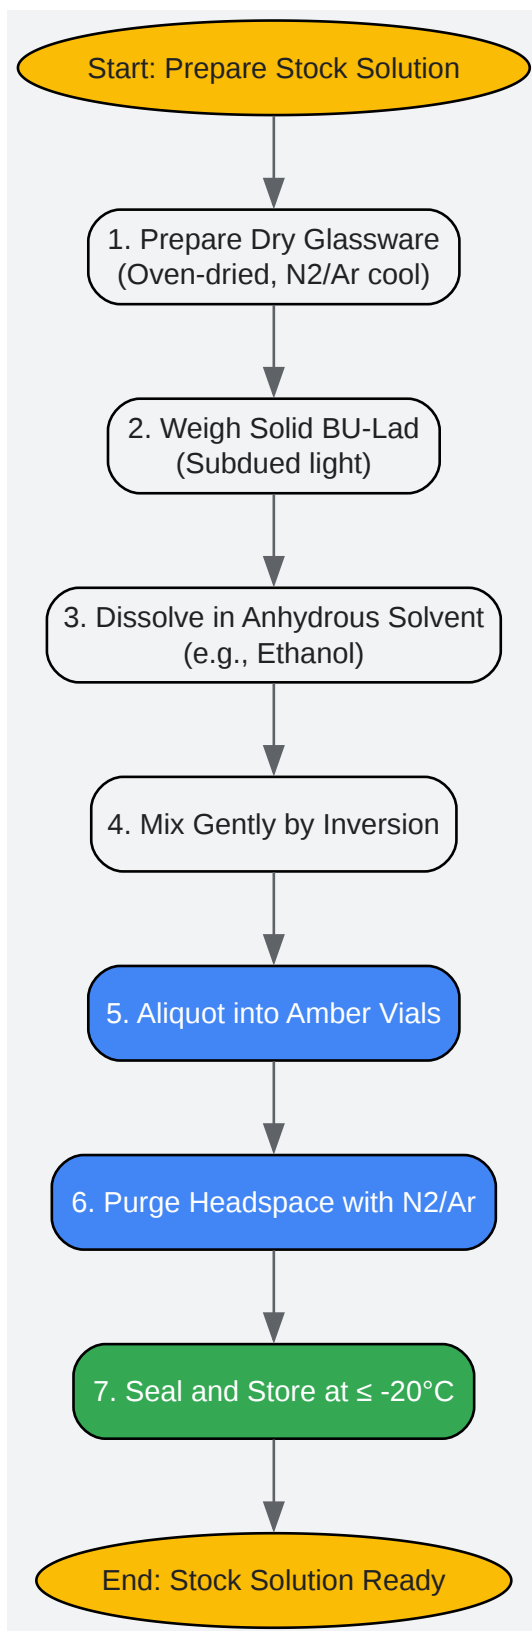 Start: Prepare Stock Solution
1. Prepare Dry Glassware
(Oven-dried, N2/Ar cool)
2. Weigh Solid BU-Lad
(Subdued light)
3. Dissolve in Anhydrous Solvent
(e.g., Ethanol)
4. Mix Gently by Inversion
5. Aliquot into Amber Vials
6. Purge Headspace with N2/Ar
7. Seal and Store at ≤ -20°C
End: Stock Solution Ready